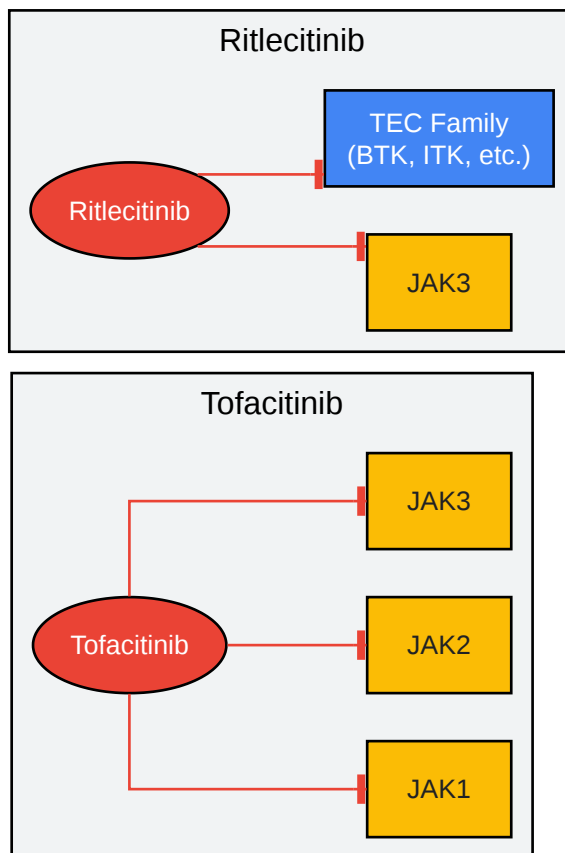 Ritlecitinib
TEC Family
(BTK, ITK, etc.)
Ritlecitinib
JAK3
Tofacitinib
JAK3
Tofacitinib
JAK2
JAK1